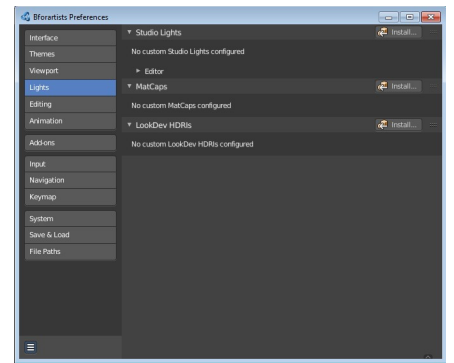 Bforartists Preferences
Interface
Themes
Viewport
Lights
Editing
Animation
Add-ons
Input
Navigation
Keymap
System
Save & Load
File Paths
Studio Lights
Install...
No custom Studio Lights configured
Editor
MatCaps
Install...
No custom MatCaps configured
LookDev HDRIs
Install...
No custom LookDev HDRIs configured